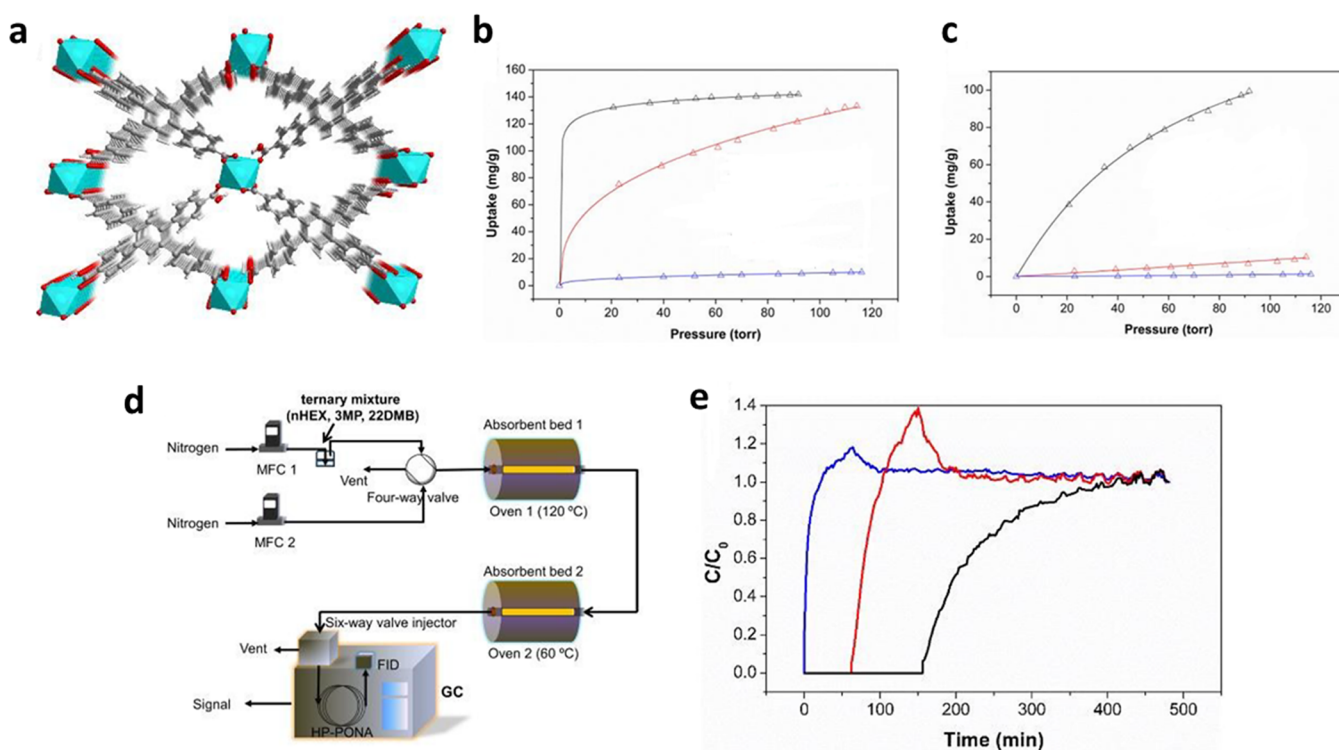 a
b
160
140
120
100
80
60
40
20
0
Uptake (mg/g)
0 20 40 60 80 100 120
Pressure (torr)
c
100
80
60
40
20
0
Uptake (mg/g)
0 20 40 60 80 100 120
Pressure (torr)
d
ternary mixture
(nHEX, 3MP, 22DMB)
Nitrogen
MFC 1
Vent
Four-way valve
Nitrogen
MFC 2
Absorbent bed 1
Oven 1 (120 ºC)
Absorbent bed 2
Oven 2 (60 ºC)
Six-way valve injector
Vent
FID
Signal
GC
HP-PONA
e
1.4
1.2
1.0
0.8
0.6
0.4
0.2
0.0
C/C0
0 100 200 300 400 500
Time (min)